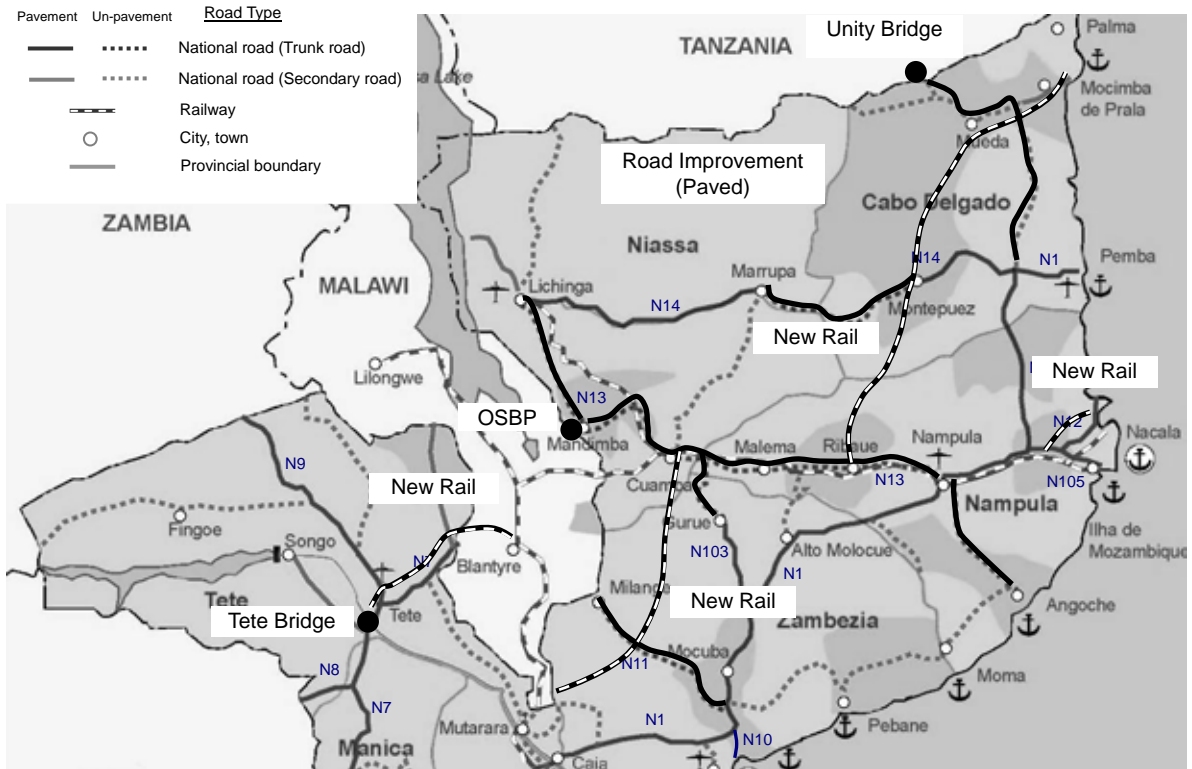 Pavement Un-pavement Road Type
National road (Trunk road)
National road (Secondary road)
Railway
City, town
Provincial boundary
Unity Bridge
TANZANIA
Palma
Mocimba
de Prala
Mueda
Lake
Road Improvement
(Paved)
Cabo Delgado
ZAMBIA
Niassa
MALAWI
Marrupa
N14
N1
Pemba
Lichinga
N14
Montepuez
New Rail
Lilongwe
New Rail
N13
OSBP
Mandimba
N12
Nacala
Malema
Ribaue
Nampula
N9
Cuamba
N13
N105
New Rail
Nampula
Gurue
Ilha de
Mozambique
Fingoe
Songo
N103
Alto Molocue
N7
Blantyre
N1
Milange
New Rail
Tete
Tete
Angoche
Tete Bridge
Zambezia
Mocuba
N11
N8
Moma
N7
Mutarara
N1
Pebane
Manica
N10
Caia